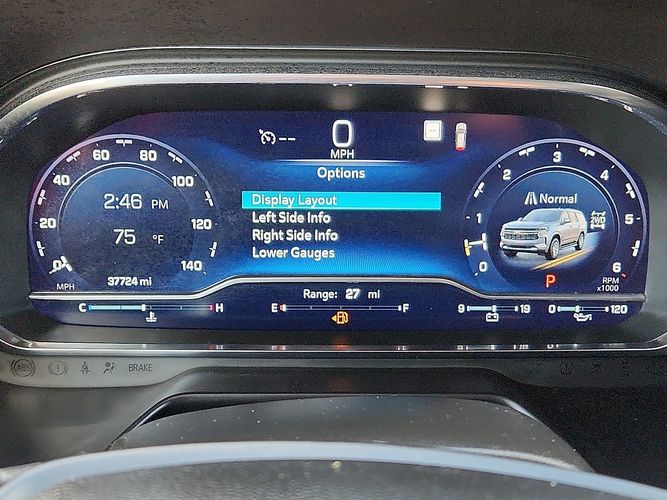 0
MPH
Options
Display Layout
Left Side Info
Right Side Info
Lower Gauges
20
40
60
80
100
120
140
2:46 PM
75 °F
37724 mi
MPH
0
1
2
3
4
5
6
Normal
2WD
P
RPM
x1000
C H
Range: 27 mi
E F
9 19
0 120
BRAKE